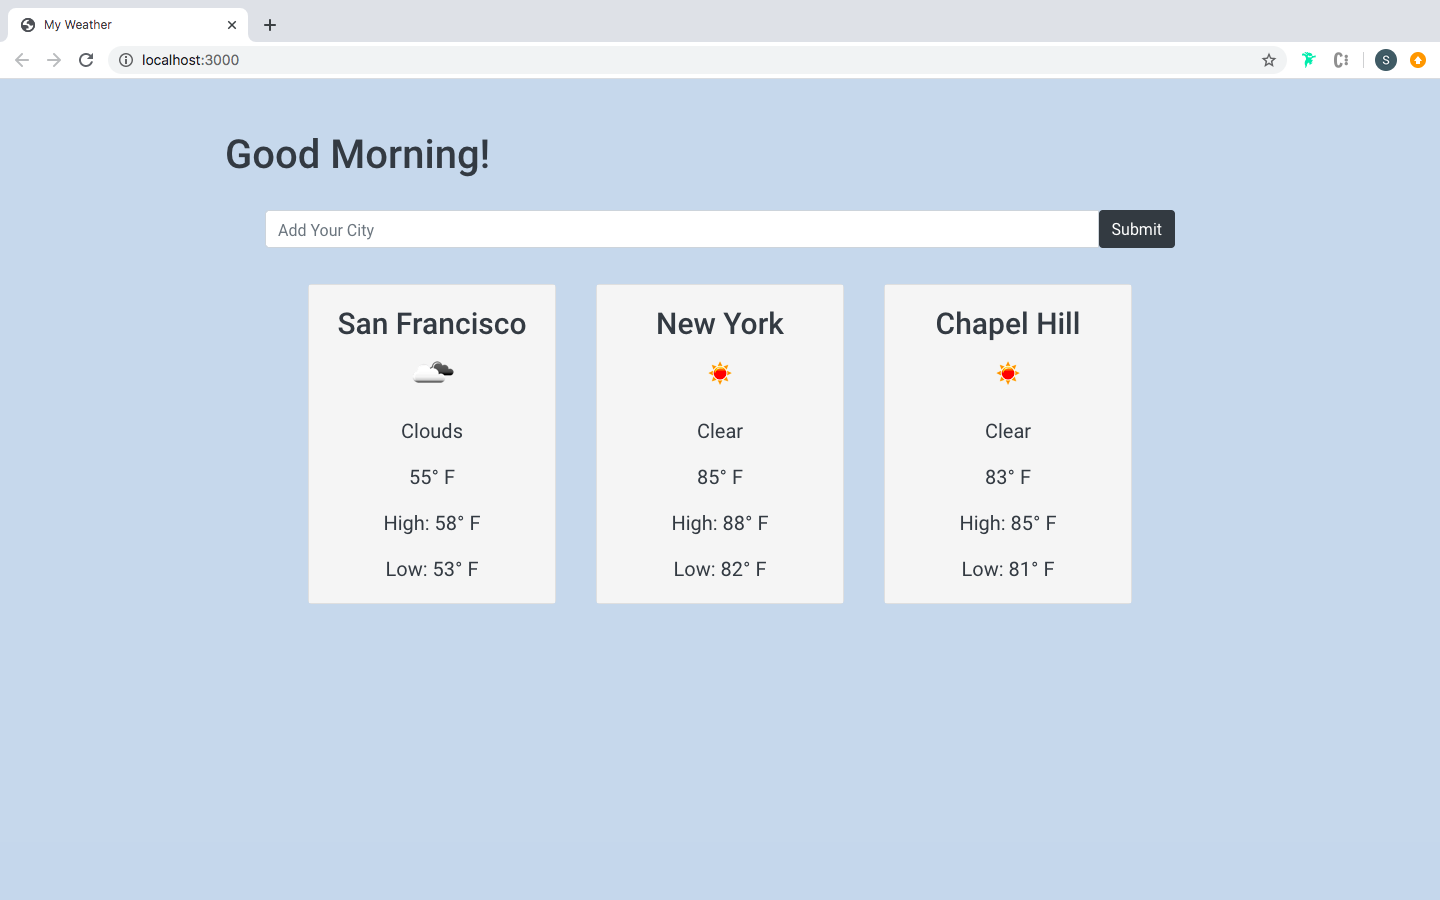 My Weather
localhost:3000
S
Good Morning!
Add Your City
Submit
San Francisco
Clouds
55° F
High: 58° F
Low: 53° F
New York
Clear
85° F
High: 88° F
Low: 82° F
Chapel Hill
Clear
83° F
High: 85° F
Low: 81° F